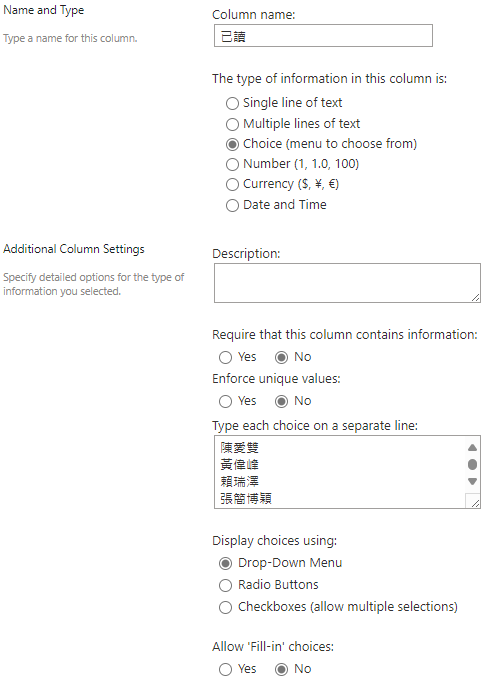 Name and Type
Type a name for this column.
Column name:
已讀
The type of information in this column is:
Single line of text
Multiple lines of text
Choice (menu to choose from)
Number (1, 1.0, 100)
Currency ($, ¥, €)
Date and Time
Additional Column Settings
Specify detailed options for the type of
information you selected.
Description:
Require that this column contains information:
Yes No
Enforce unique values:
Yes No
Type each choice on a separate line:
陳愛雙
黃偉峰
賴瑞澤
張簡博穎
Display choices using:
Drop-Down Menu
Radio Buttons
Checkboxes (allow multiple selections)
Allow 'Fill-in' choices:
Yes No